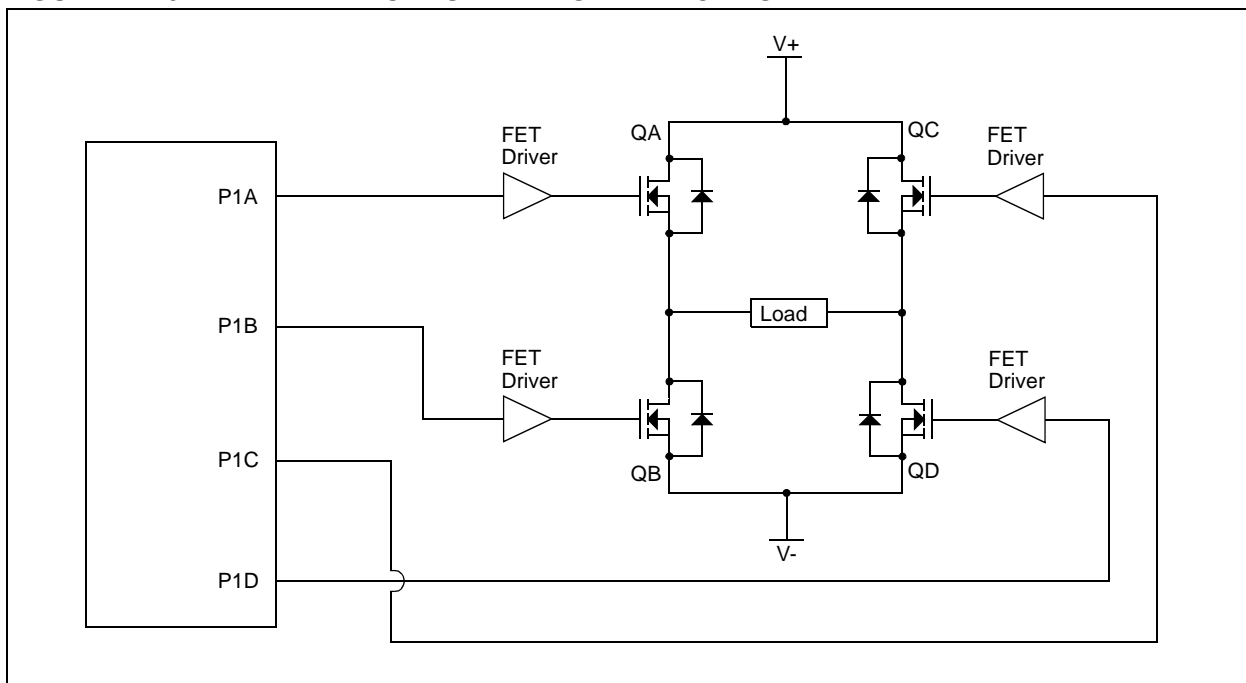 V+
QA
QC
FET
Driver
FET
Driver
P1A
P1B
Load
FET
Driver
FET
Driver
P1C
QB
QD
V-
P1D